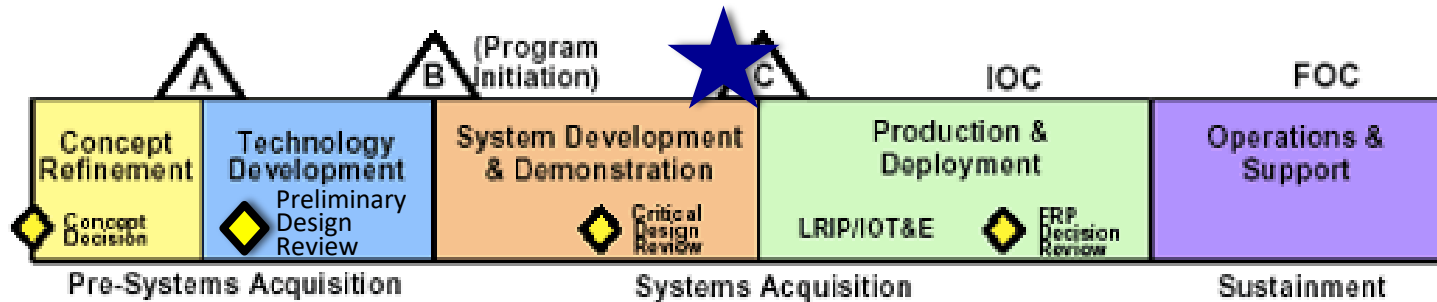 A
B
(Program
Initiation)
C
IOC
FOC
Concept
Refinement
Concept
Decision
Technology
Development
Preliminary
Design
Review
System Development
& Demonstration
Critical
Design
Review
Production &
Deployment
LRIP/IOT&E
FRP
Decision
Review
Operations &
Support
Pre-Systems Acquisition
Systems Acquisition
Sustainment